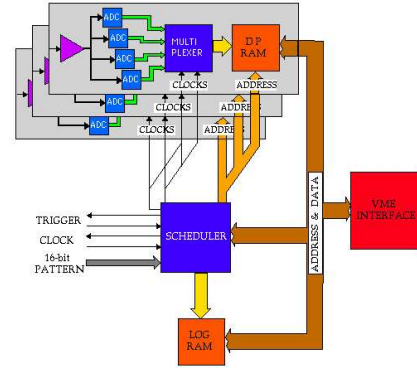 ADC
ADC
ADC
ADC
MULTI
PLEXER
D P
RAM
CLOCKS
ADDRESS
ADC
ADC
CLOCKS
ADDRESS
TRIGGER
CLOCK
16-bit
PATTERN
SCHEDULER
ADDRESS & DATA
VME
INTERFACE
LOG
RAM